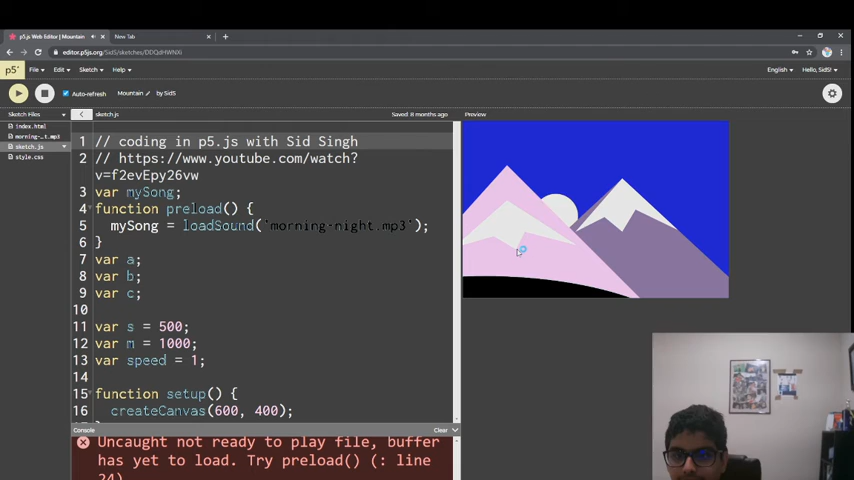 p5.js Web Editor | Mountain
New Tab
editor.p5js.org/SidS/sketches/
p5*
File
Edit
Sketch
Help
English
Hello, SidS!
Auto-refresh
Mountain
by SidS
Sketch Files
sketch.js
Saved 8 months ago
Preview
index.html
morning-...t.mp3
sketch.js
style.css
1 // coding in p5.js with Sid Singh
2 // https://www.youtube.com/watch?
v=f2evEpy26vw
3 var mySong;
4 function preload() {
5 mySong = loadSound('morning-night.mp3');
6 }
7 var a;
8 var b;
9 var c;
10
11 var s = 500;
12 var m = 1000;
13 var speed = 1;
14
15 function setup() {
16 createCanvas(600, 400);
Console
Clear
Uncaught not ready to play file, buffer
has yet to load. Try preload() (: line
24)